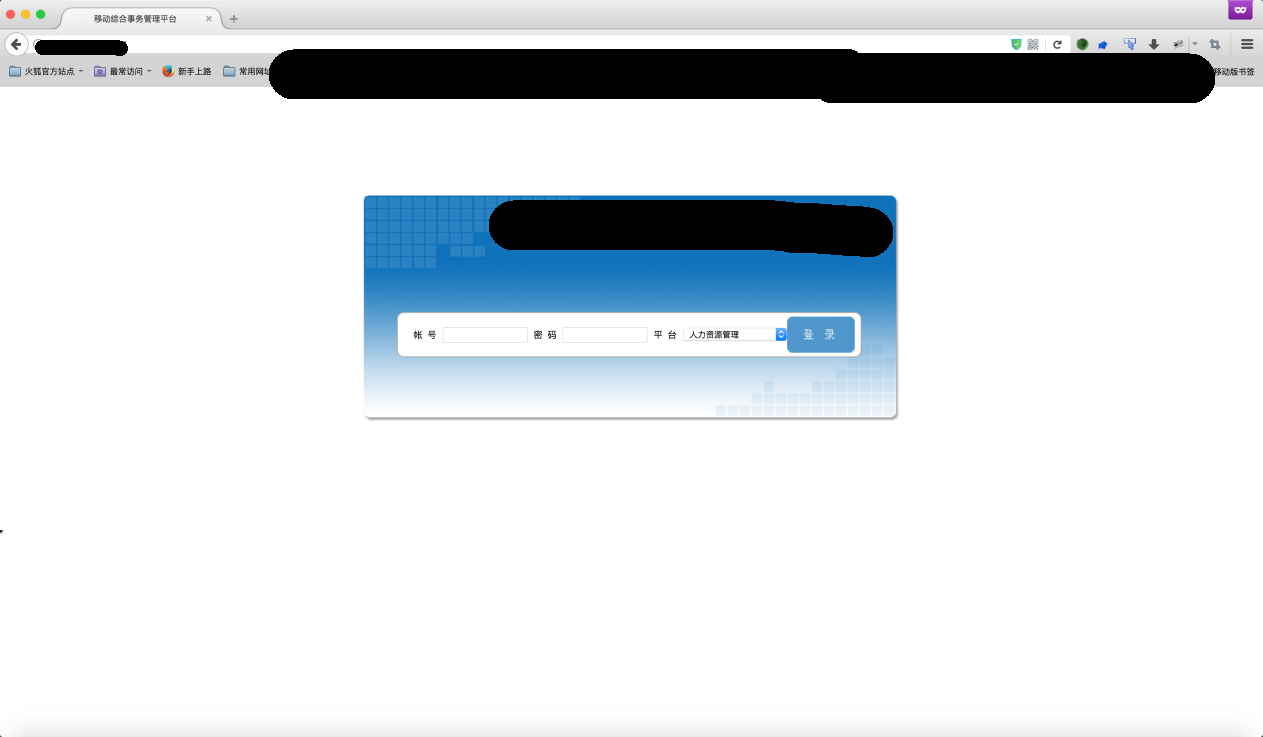 移动综合事务管理平台
火狐官方站点 最常访问 新手上路 常用网址 移动版书签
帐 号 密 码 平 台 人力资源管理 登 录